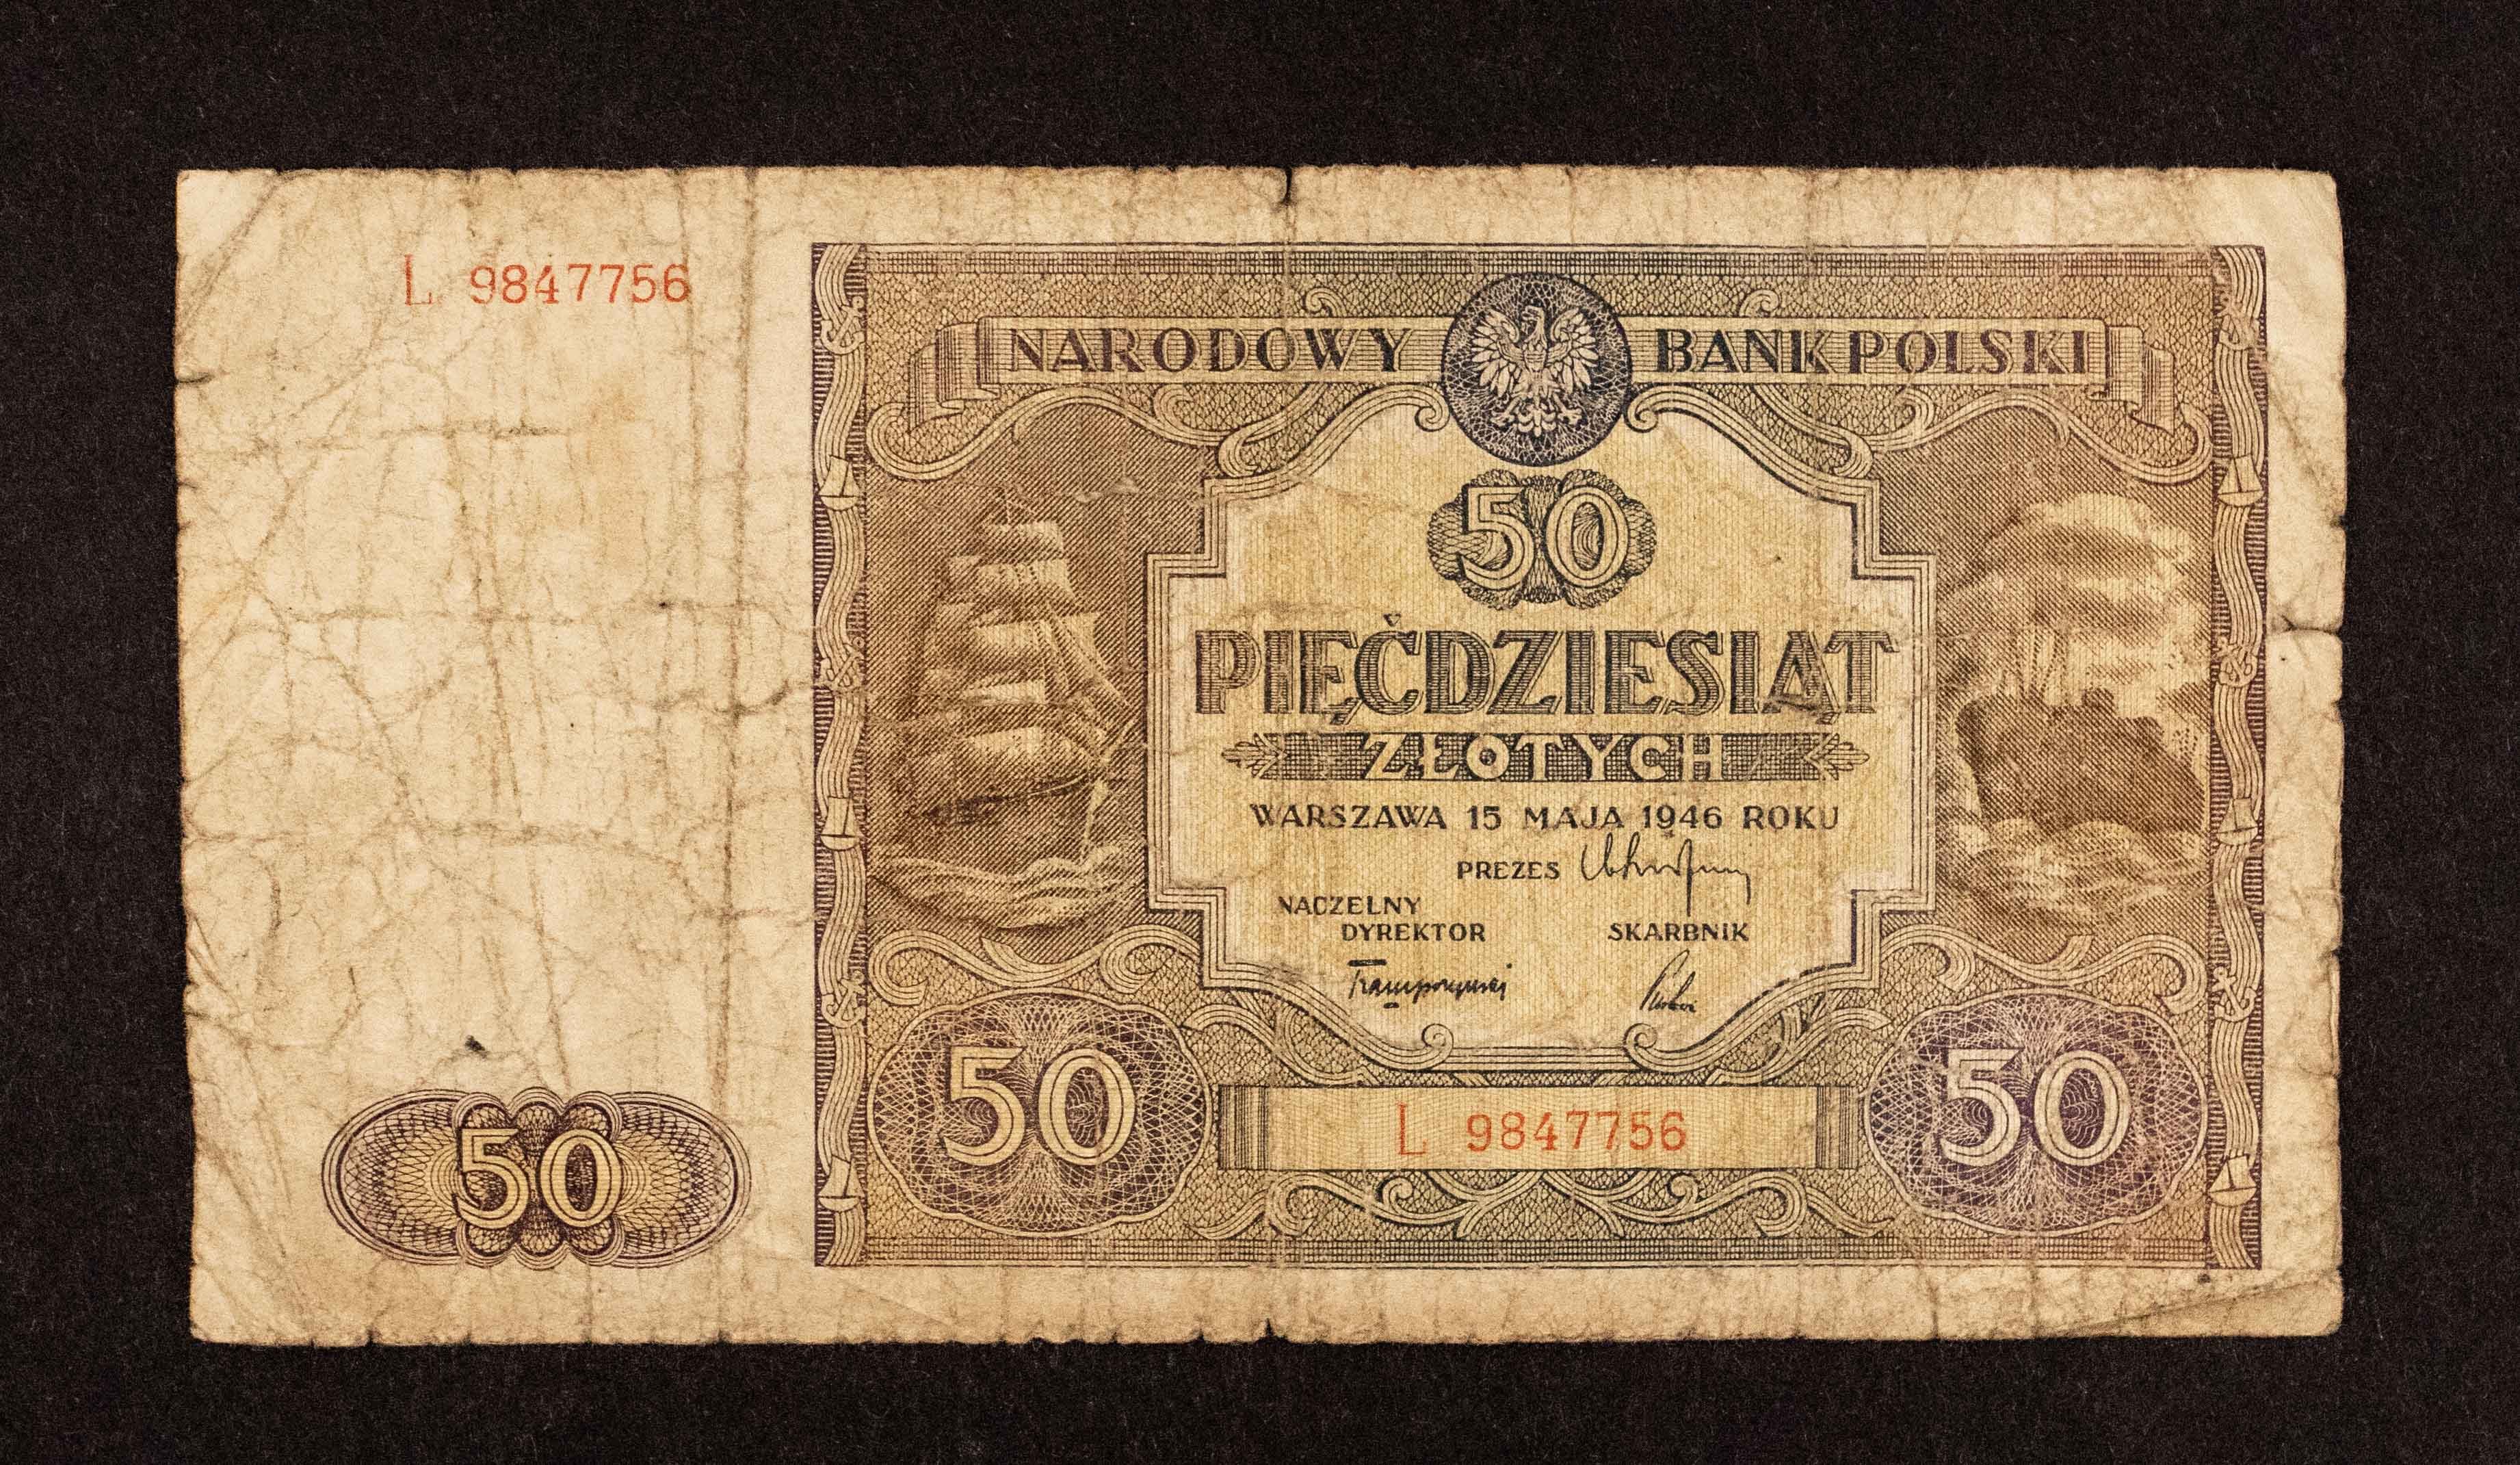 L 9847756
NARODOWY BANK POLSKI
50
PIĘĆDZIESIĄT
ZŁOTYCH
WARSZAWA 15 MAJA 1946 ROKU
PREZES
NACZELNY
DYREKTOR
SKARBNIK
50
50
50
L 9847756